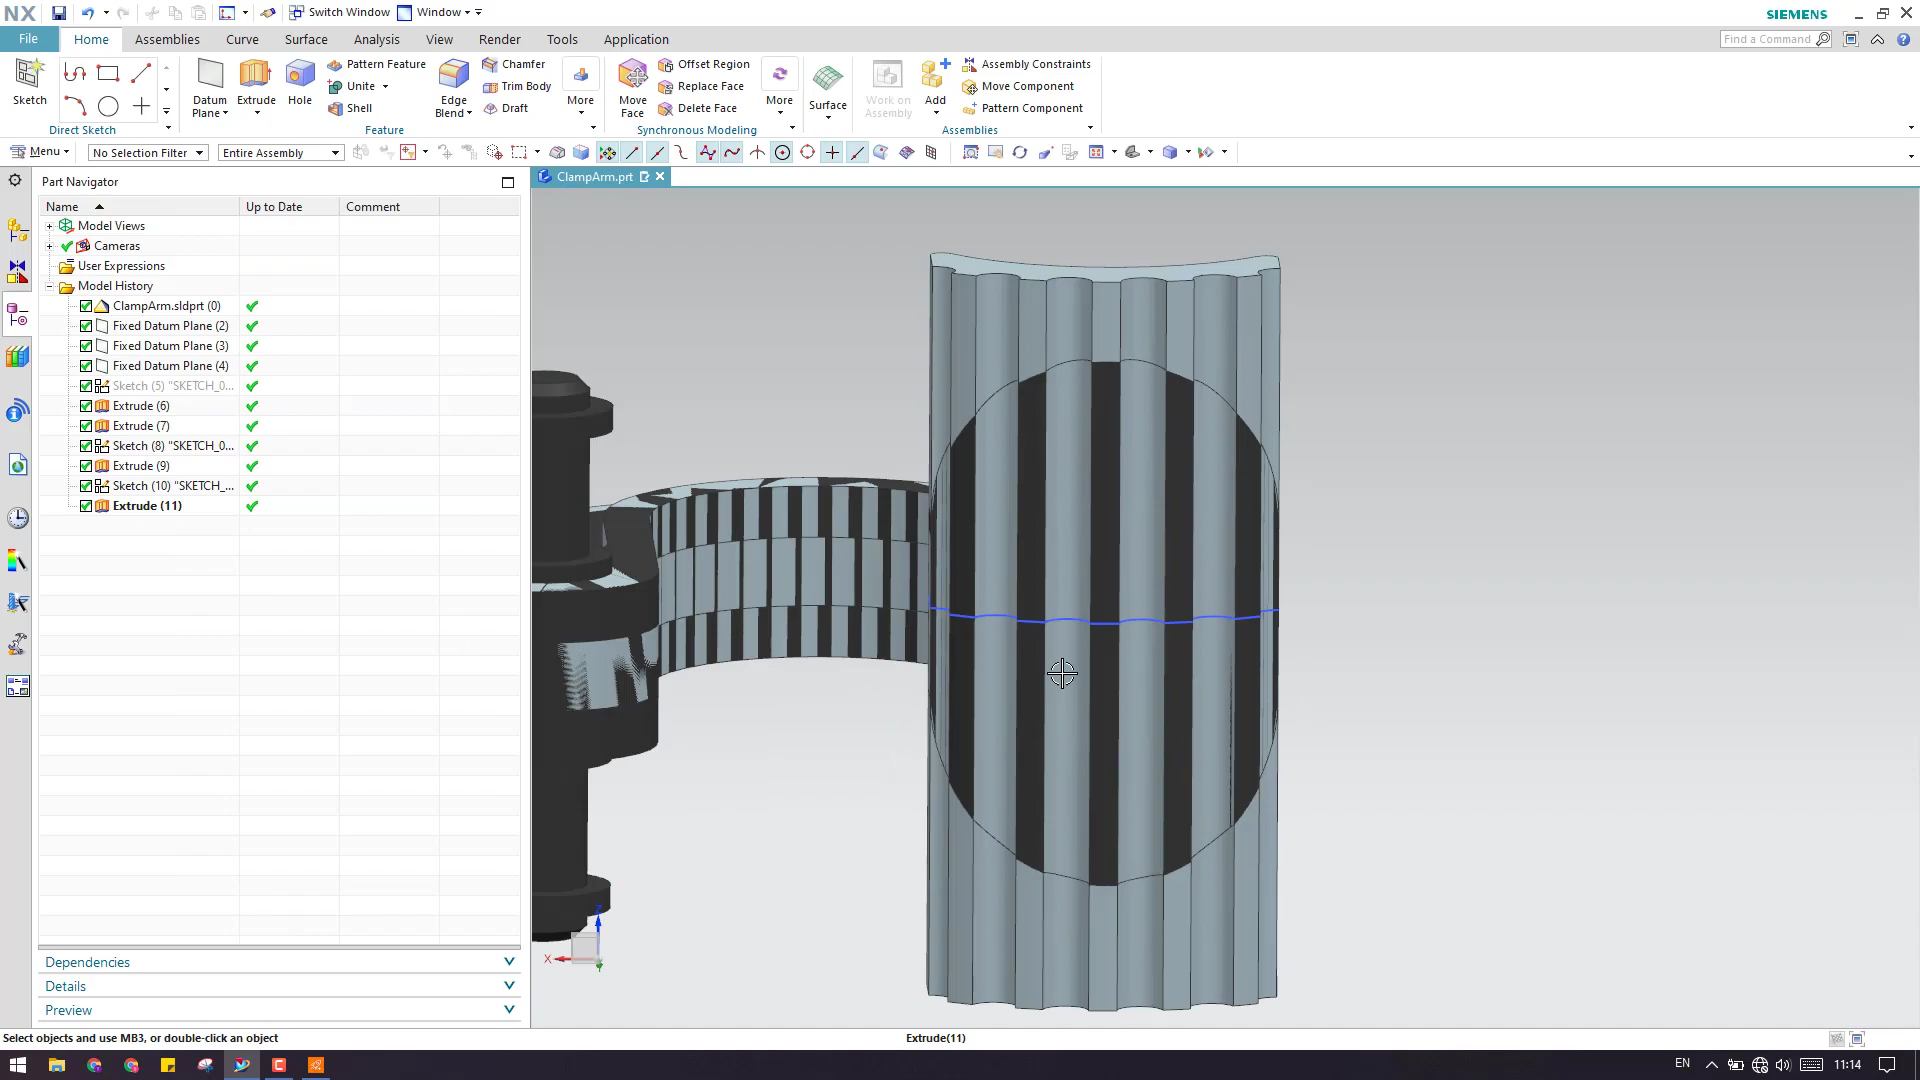 NX
Switch Window
Window
SIEMENS
File
Home
Assemblies
Curve
Surface
Analysis
View
Render
Tools
Application
Find a Command
Sketch
Direct Sketch
Datum Plane
Extrude
Hole
Pattern Feature
Unite
Shell
Edge Blend
Chamfer
Trim Body
Draft
More
Feature
Move Face
Offset Region
Replace Face
Delete Face
More
Synchronous Modeling
Surface
Work on Assembly
Add
Assembly Constraints
Move Component
Pattern Component
Assemblies
Menu
No Selection Filter
Entire Assembly
Part Navigator
ClampArm.prt
Name
Up to Date
Comment
Model Views
Cameras
User Expressions
Model History
ClampArm.sldprt (0)
Fixed Datum Plane (2)
Fixed Datum Plane (3)
Fixed Datum Plane (4)
Sketch (5) "SKETCH_0...
Extrude (6)
Extrude (7)
Sketch (8) "SKETCH_0...
Extrude (9)
Sketch (10) "SKETCH_...
Extrude (11)
Z
X
Dependencies
Details
Preview
Select objects and use MB3, or double-click an object
Extrude(11)
EN
11:14